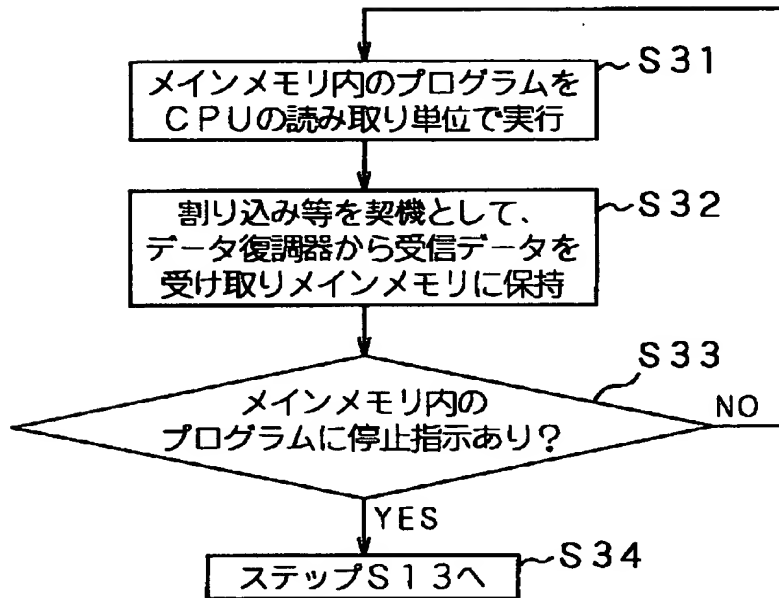 メインメモリ内のプログラムを
CPUの読み取り単位で実行
S31
割り込み等を契機として、
データ復調器から受信データを
受け取りメインメモリに保持
S32
メインメモリ内の
プログラムに停止指示あり?
S33
NO
YES
ステップS13へ
S34